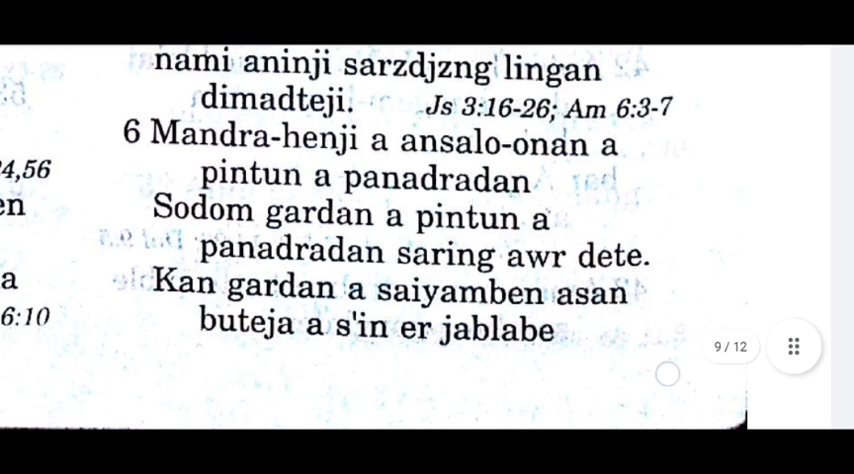 nami aninji sarzdjzng lingan
dimadteji. Js 3:16-26; Am 6:3-7
6 Mandra-henji a ansalo-onan a
4,56
pintun a panadradan
en
Sodom gardan a pintun a
panadradan saring awr dete.
a
Kan gardan a saiyamben asan
6:10
buteja a s'in er jablabe
9 / 12